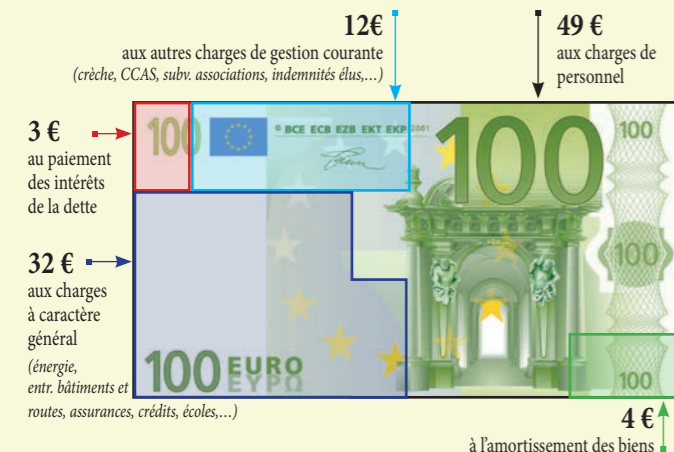 12€
aux autres charges de gestion courante
(crèche, CCAS, subv. associations, indemnités élus,…)
49 €
aux charges de
personnel
3 €
au paiement
des intérêts
de la dette
32 €
aux charges
à caractère
général
(énergie,
entr. bâtiments et
routes, assurances, crédits, écoles,…)
100
© BCE ECB EZB EKT EKP 2001
100
100
100
100 EURO
ΕΥΡΩ
100
4 €
à l'amortissement des biens